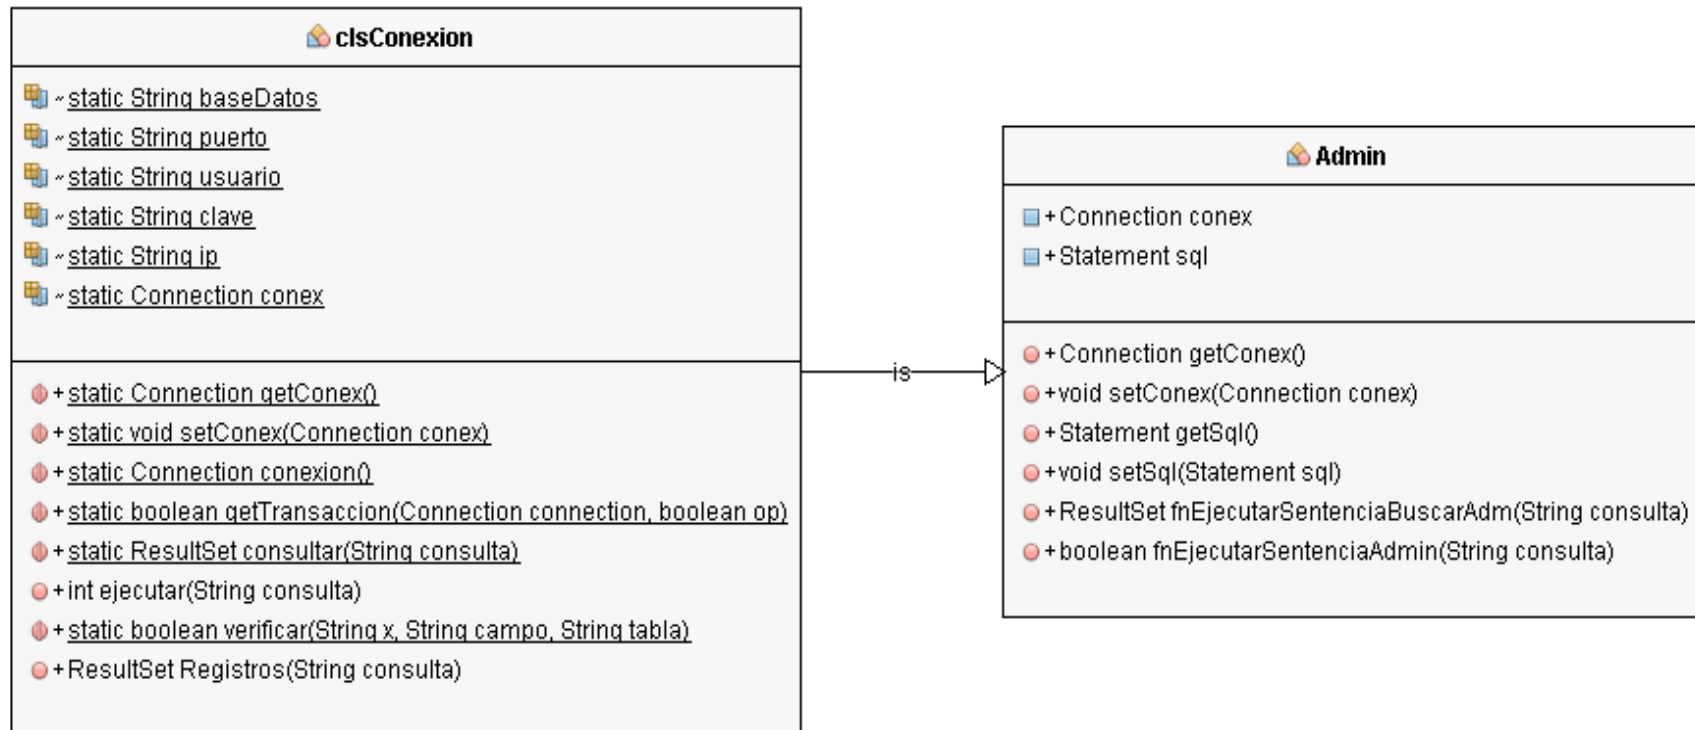 clsConexion
~static String baseDatos
~static String puerto
~static String usuario
~static String clave
~static String ip
~static Connection conex
+static Connection getConex()
+static void setConex(Connection conex)
+static Connection conexion()
+static boolean getTransaccion(Connection connection, boolean op)
+static ResultSet consultar(String consulta)
+int ejecutar(String consulta)
+static boolean verificar(String x, String campo, String tabla)
+ResultSet Registros(String consulta)
is
Admin
+Connection conex
+Statement sql
+Connection getConex()
+void setConex(Connection conex)
+Statement getSql()
+void setSql(Statement sql)
+ResultSet fnEjecutarSentenciaBuscarAdm(String consulta)
+boolean fnEjecutarSentenciaAdmin(String consulta)